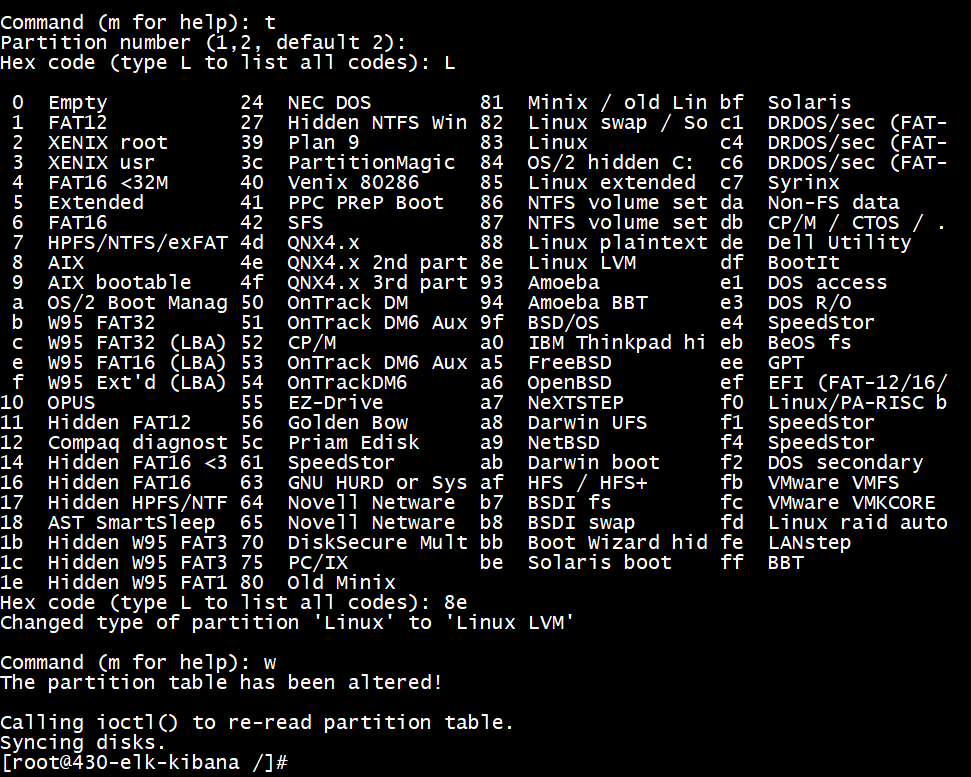 Command (m for help): t
Partition number (1,2, default 2):
Hex code (type L to list all codes): L
 0  Empty           24  NEC DOS         81  Minix / old Lin bf  Solaris
 1  FAT12           27  Hidden NTFS Win 82  Linux swap / So c1  DRDOS/sec (FAT-
 2  XENIX root      39  Plan 9          83  Linux           c4  DRDOS/sec (FAT-
 3  XENIX usr       3c  PartitionMagic  84  OS/2 hidden C:  c6  DRDOS/sec (FAT-
 4  FAT16 <32M      40  Venix 80286     85  Linux extended  c7  Syrinx
 5  Extended        41  PPC PReP Boot   86  NTFS volume set da  Non-FS data
 6  FAT16           42  SFS             87  NTFS volume set db  CP/M / CTOS / .
 7  HPFS/NTFS/exFAT 4d  QNX4.x          88  Linux plaintext de  Dell Utility
 8  AIX             4e  QNX4.x 2nd part 8e  Linux LVM       df  BootIt
 9  AIX bootable    4f  QNX4.x 3rd part 93  Amoeba          e1  DOS access
 a  OS/2 Boot Manag 50  OnTrack DM      94  Amoeba BBT      e3  DOS R/O
 b  W95 FAT32       51  OnTrack DM6 Aux 9f  BSD/OS          e4  SpeedStor
 c  W95 FAT32 (LBA) 52  CP/M            a0  IBM Thinkpad hi eb  BeOS fs
 e  W95 FAT16 (LBA) 53  OnTrack DM6 Aux a5  FreeBSD         ee  GPT
 f  W95 Ext'd (LBA) 54  OnTrackDM6      a6  OpenBSD         ef  EFI (FAT-12/16/
10  OPUS            55  EZ-Drive        a7  NeXTSTEP        f0  Linux/PA-RISC b
11  Hidden FAT12    56  Golden Bow      a8  Darwin UFS      f1  SpeedStor
12  Compaq diagnost 5c  Priam Edisk     a9  NetBSD          f4  SpeedStor
14  Hidden FAT16 <3 61  SpeedStor       ab  Darwin boot     f2  DOS secondary
16  Hidden FAT16    63  GNU HURD or Sys af  HFS / HFS+      fb  VMware VMFS
17  Hidden HPFS/NTF 64  Novell Netware  b7  BSDI fs         fc  VMware VMKCORE
18  AST SmartSleep  65  Novell Netware  b8  BSDI swap       fd  Linux raid auto
1b  Hidden W95 FAT3 70  DiskSecure Mult bb  Boot Wizard hid fe  LANstep
1c  Hidden W95 FAT3 75  PC/IX           be  Solaris boot    ff  BBT
1e  Hidden W95 FAT1 80  Old Minix
Hex code (type L to list all codes): 8e
Changed type of partition 'Linux' to 'Linux LVM'
Command (m for help): w
The partition table has been altered!
Calling ioctl() to re-read partition table.
Syncing disks.
[root@430-elk-kibana /]#